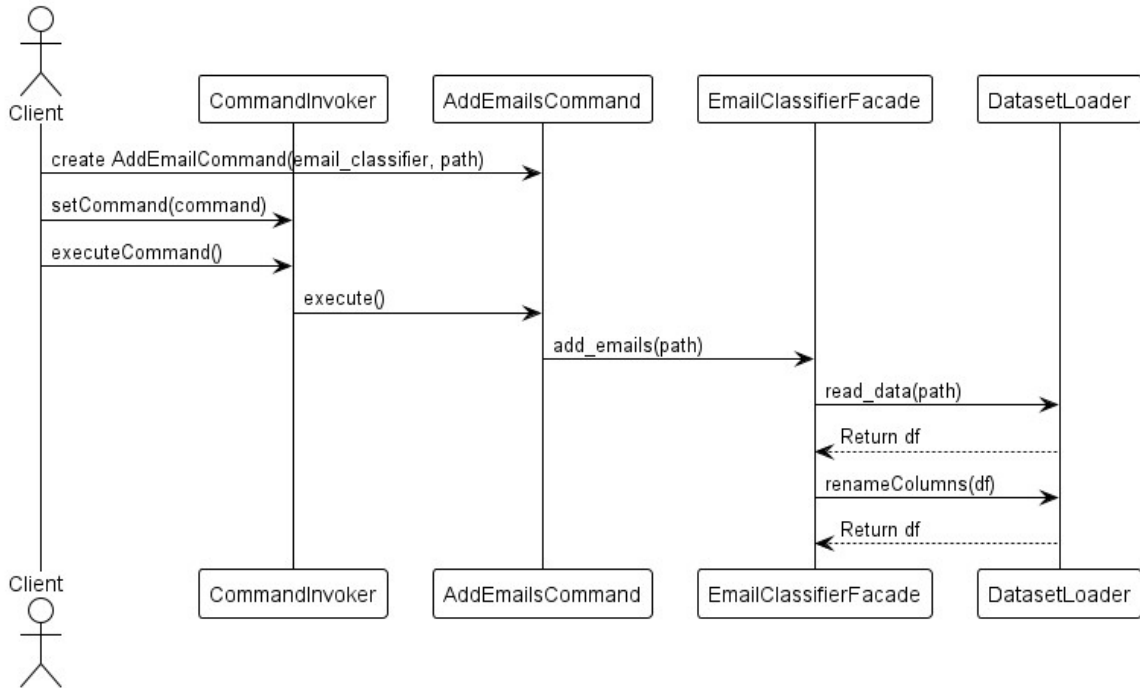 Client
CommandInvoker
AddEmailsCommand
EmailClassifierFacade
DatasetLoader
create AddEmailCommand(email_classifier, path)
setCommand(command)
executeCommand()
execute()
add_emails(path)
read_data(path)
Return df
renameColumns(df)
Return df
Client
CommandInvoker
AddEmailsCommand
EmailClassifierFacade
DatasetLoader